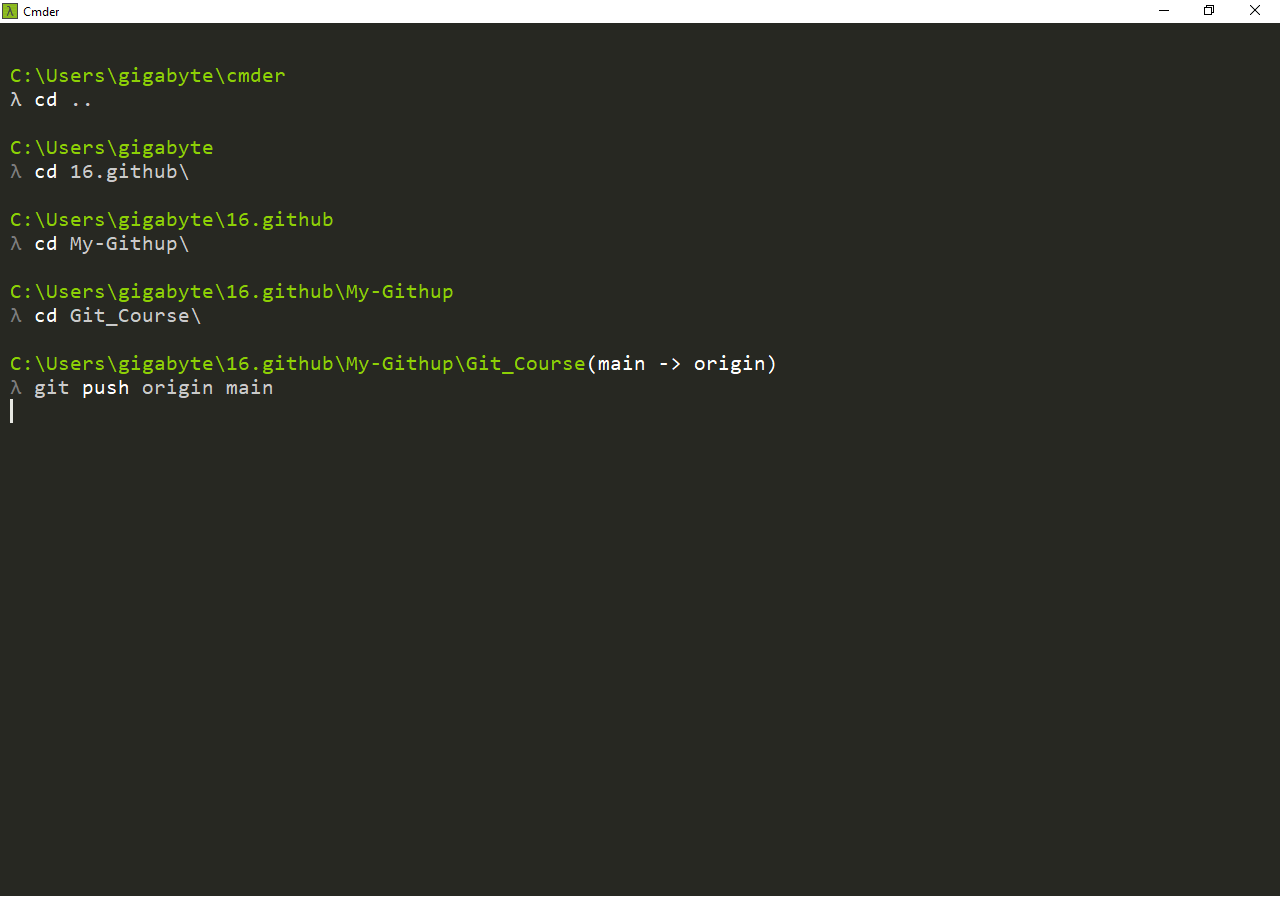 Cmder
C:\Users\gigabyte\cmder
λ cd ..
C:\Users\gigabyte
λ cd 16.github\
C:\Users\gigabyte\16.github
λ cd My-Githup\
C:\Users\gigabyte\16.github\My-Githup
λ cd Git_Course\
C:\Users\gigabyte\16.github\My-Githup\Git_Course(main -> origin)
λ git push origin main